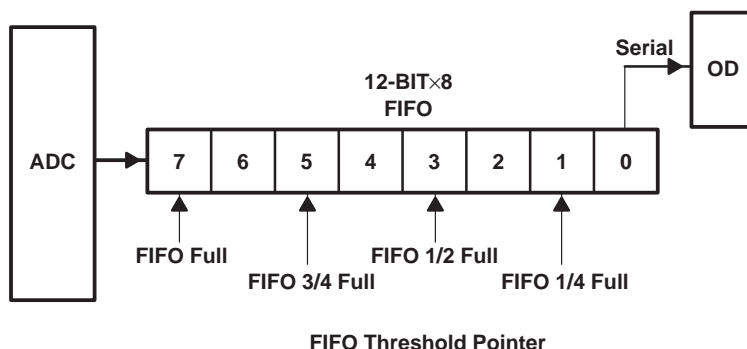 Serial
OD
12-BIT×8
FIFO
ADC
7 6 5 4 3 2 1 0
FIFO Full
FIFO 1/2 Full
FIFO 3/4 Full
FIFO 1/4 Full
FIFO Threshold Pointer